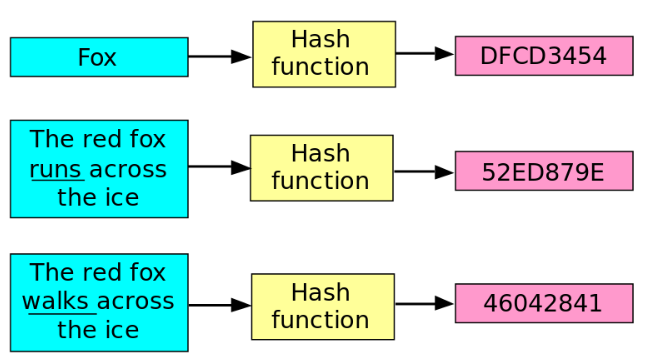 Fox
Hash
function
DFCD3454
The red fox
runs across
the ice
Hash
function
52ED879E
The red fox
walks across
the ice
Hash
function
46042841